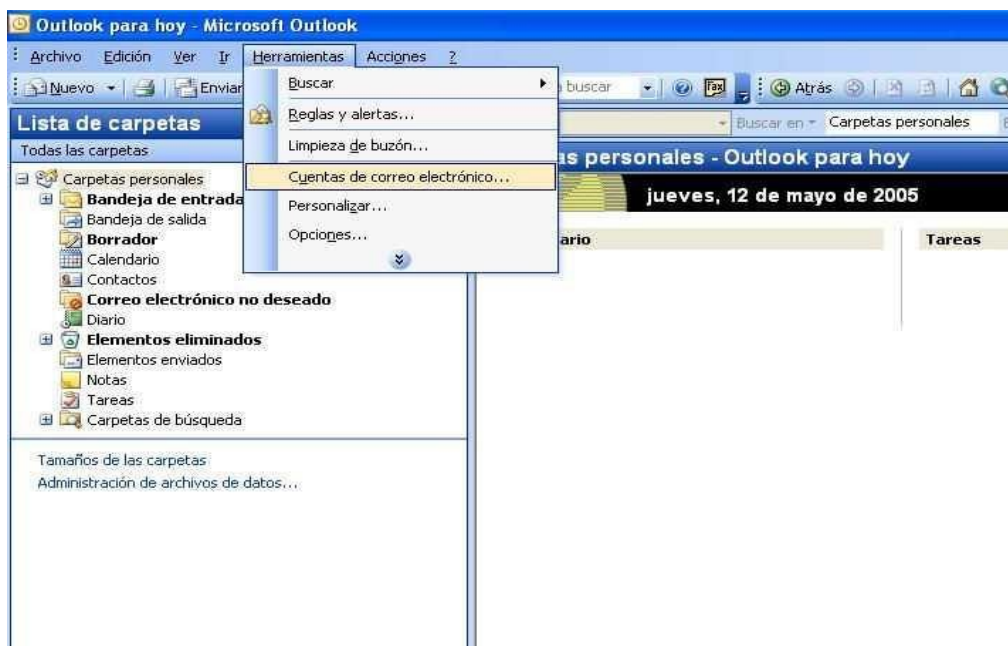 Outlook para hoy - Microsoft Outlook
Archivo Edición Ver Ir Herramientas Acciones ?
Nuevo Enviar buscar Fax Atrás
Buscar
Reglas y alertas...
Limpieza de buzón...
Cuentas de correo electrónico...
Personalizar...
Opciones...
Lista de carpetas
Buscar en Carpetas personales
Todas las carpetas
personales - Outlook para hoy
jueves, 12 de mayo de 2005
Tareas
Carpetas personales
Bandeja de entrada
Bandeja de salida
Borrador
Calendario
Contactos
Correo electrónico no deseado
Diario
Elementos eliminados
Elementos enviados
Notas
Tareas
Carpetas de búsqueda
Tamaños de las carpetas
Administración de archivos de datos...